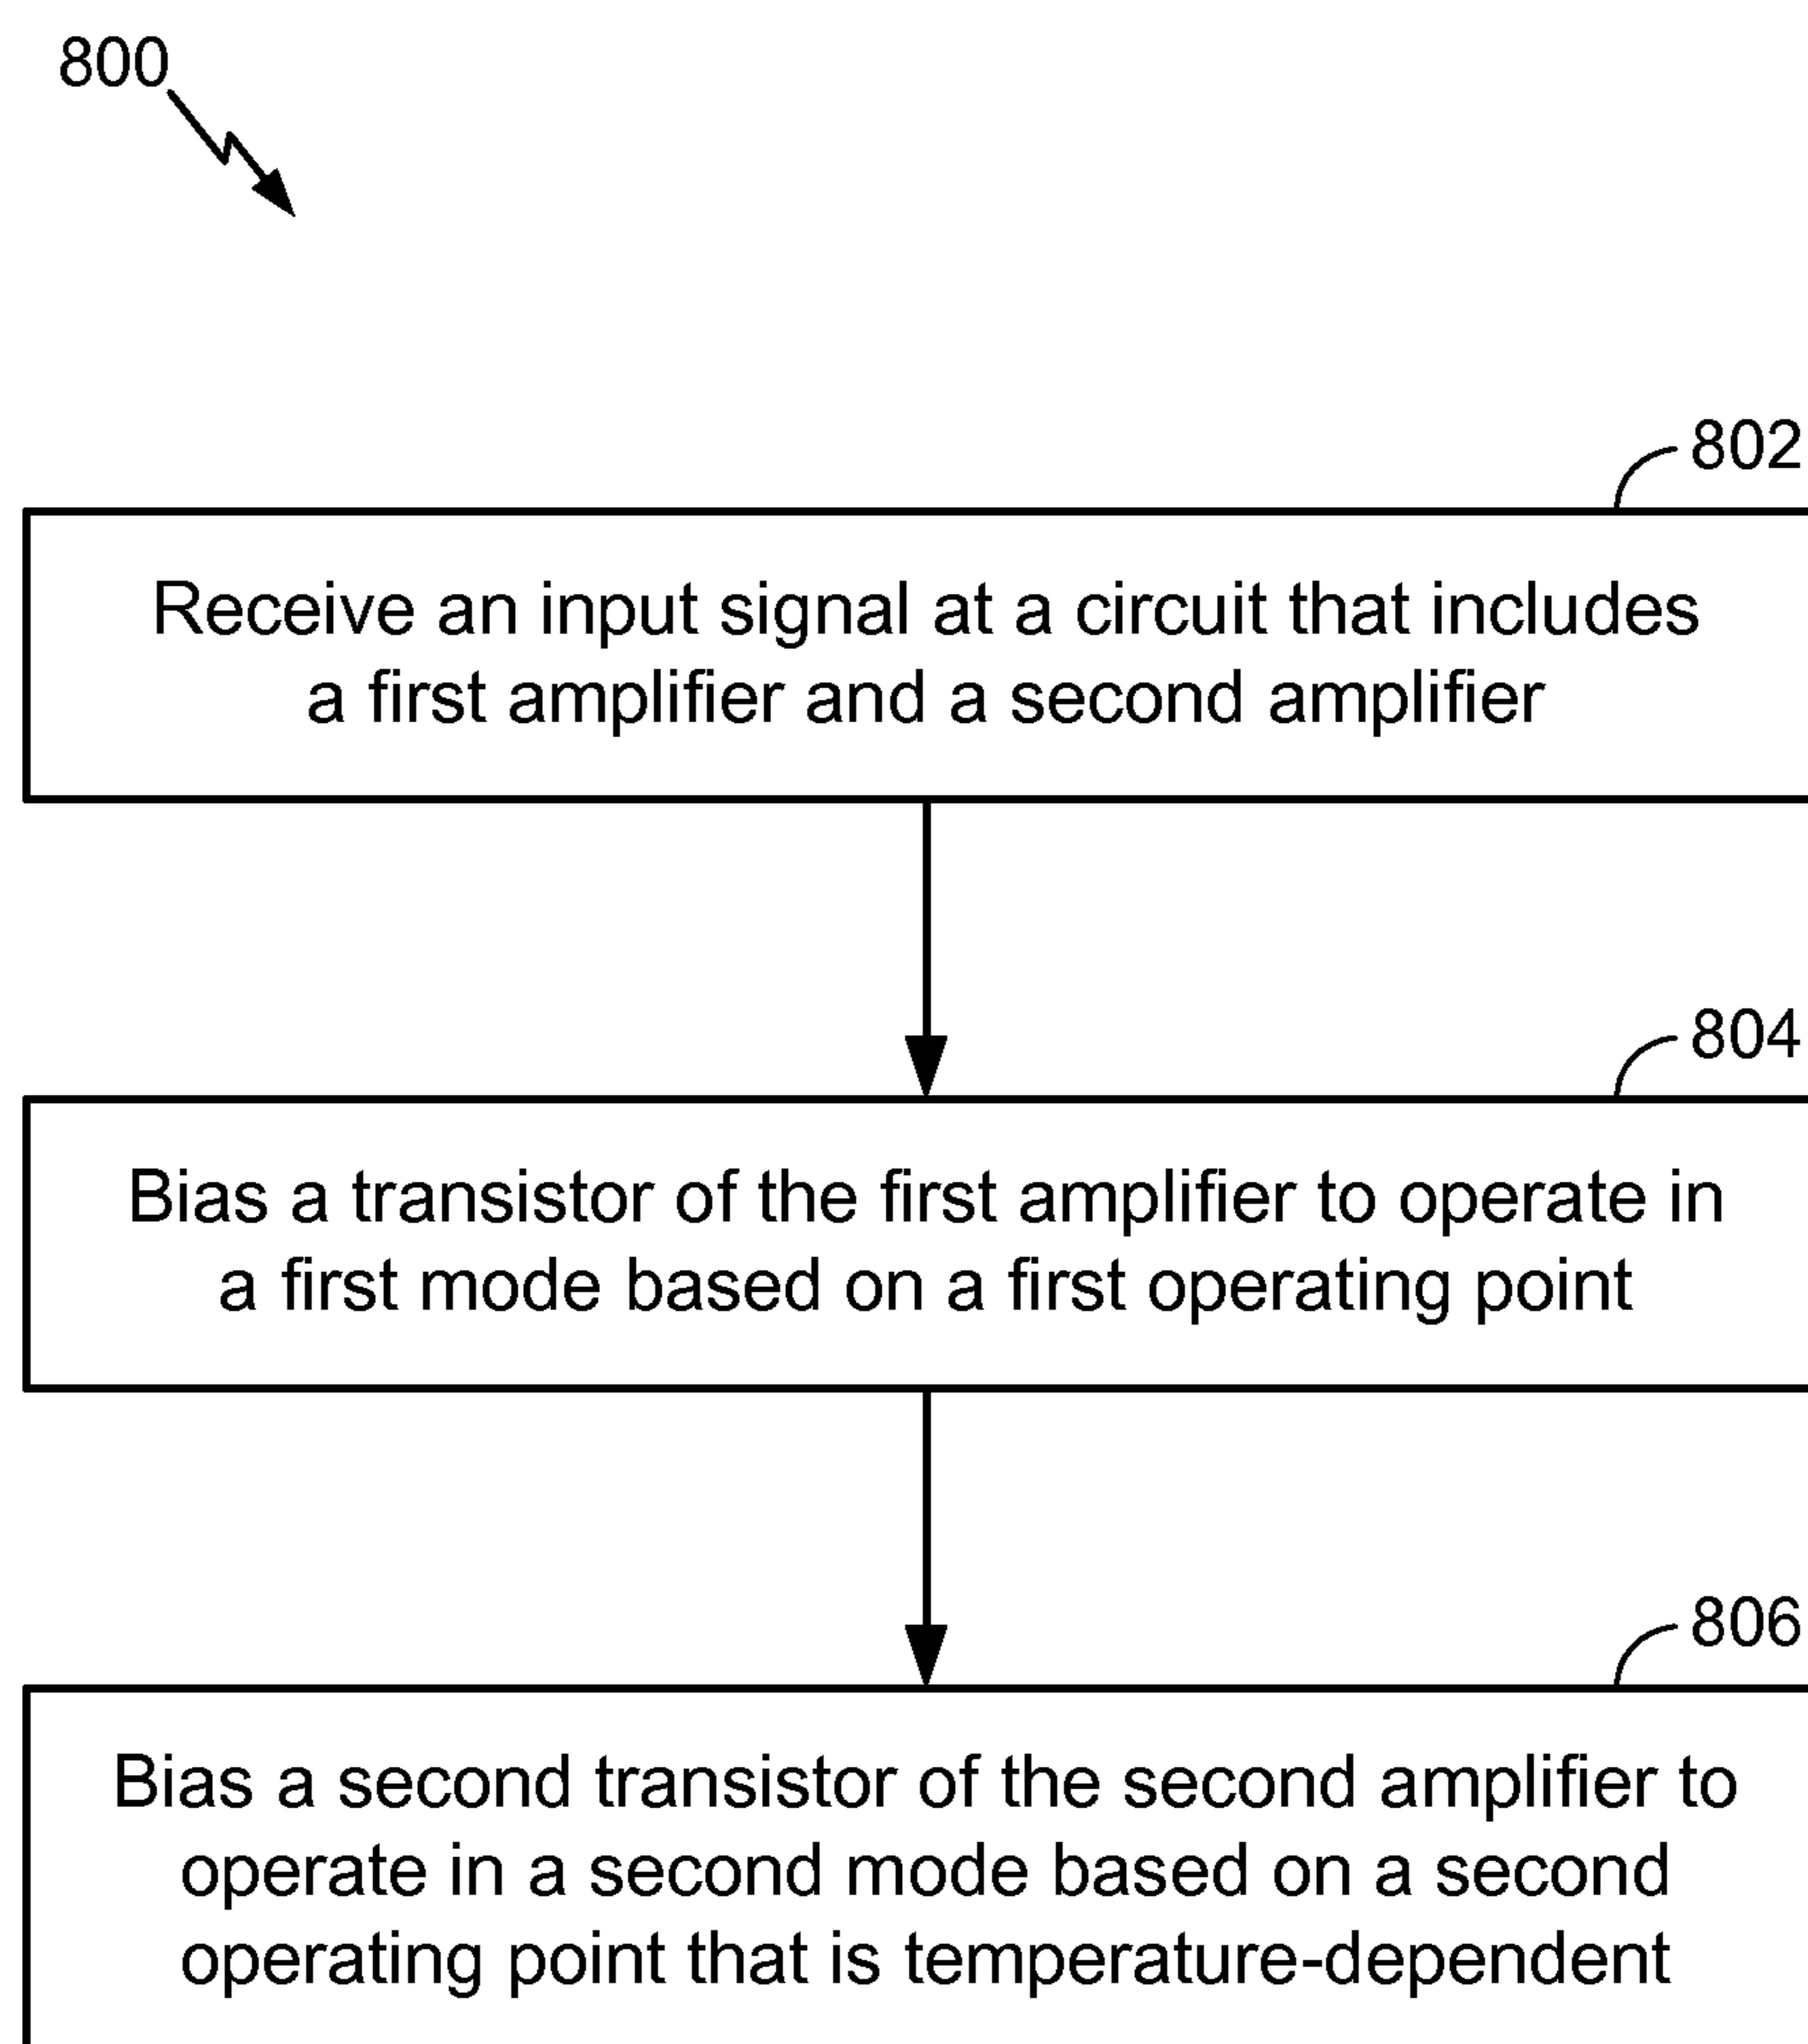 800
802
Receive an input signal at a circuit that includes
a first amplifier and a second amplifier
804
Bias a transistor of the first amplifier to operate in
a first mode based on a first operating point
806
Bias a second transistor of the second amplifier to
operate in a second mode based on a second
operating point that is temperature-dependent